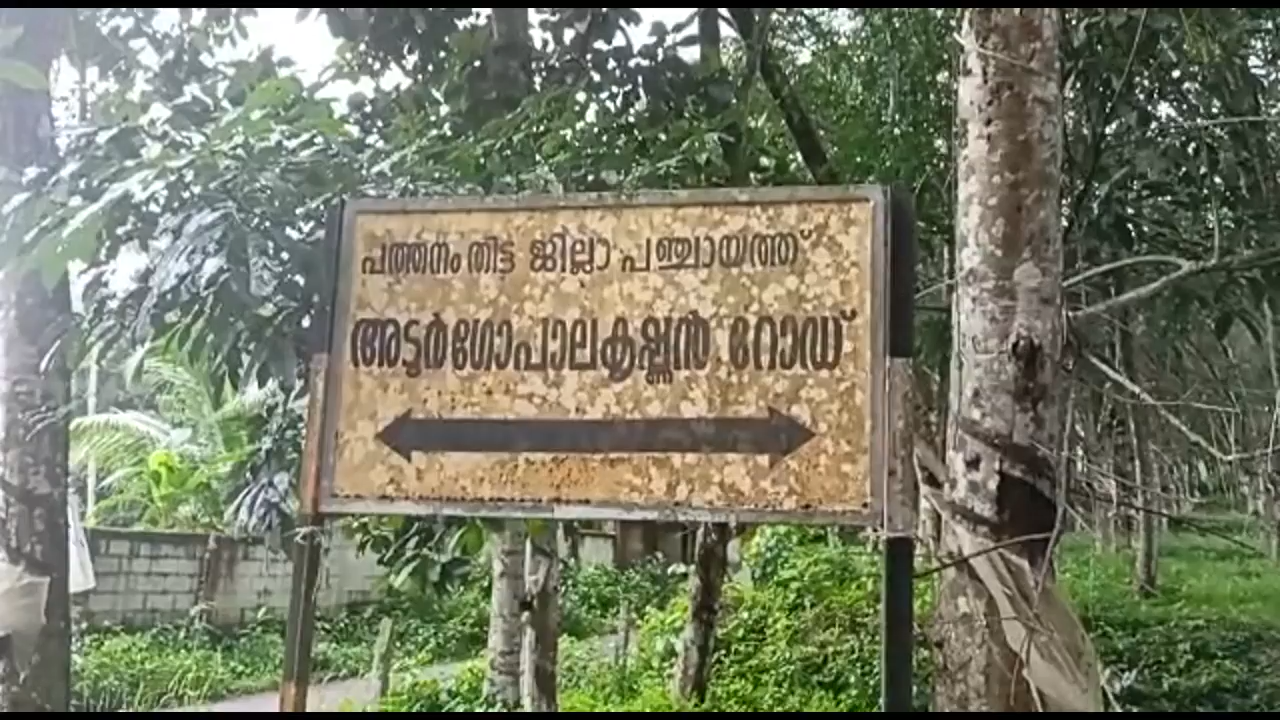 പത്തനംതിട്ട ജില്ലാ പഞ്ചായത്ത്
അടൂർഗോപാലകൃഷ്ണൻ റോഡ്